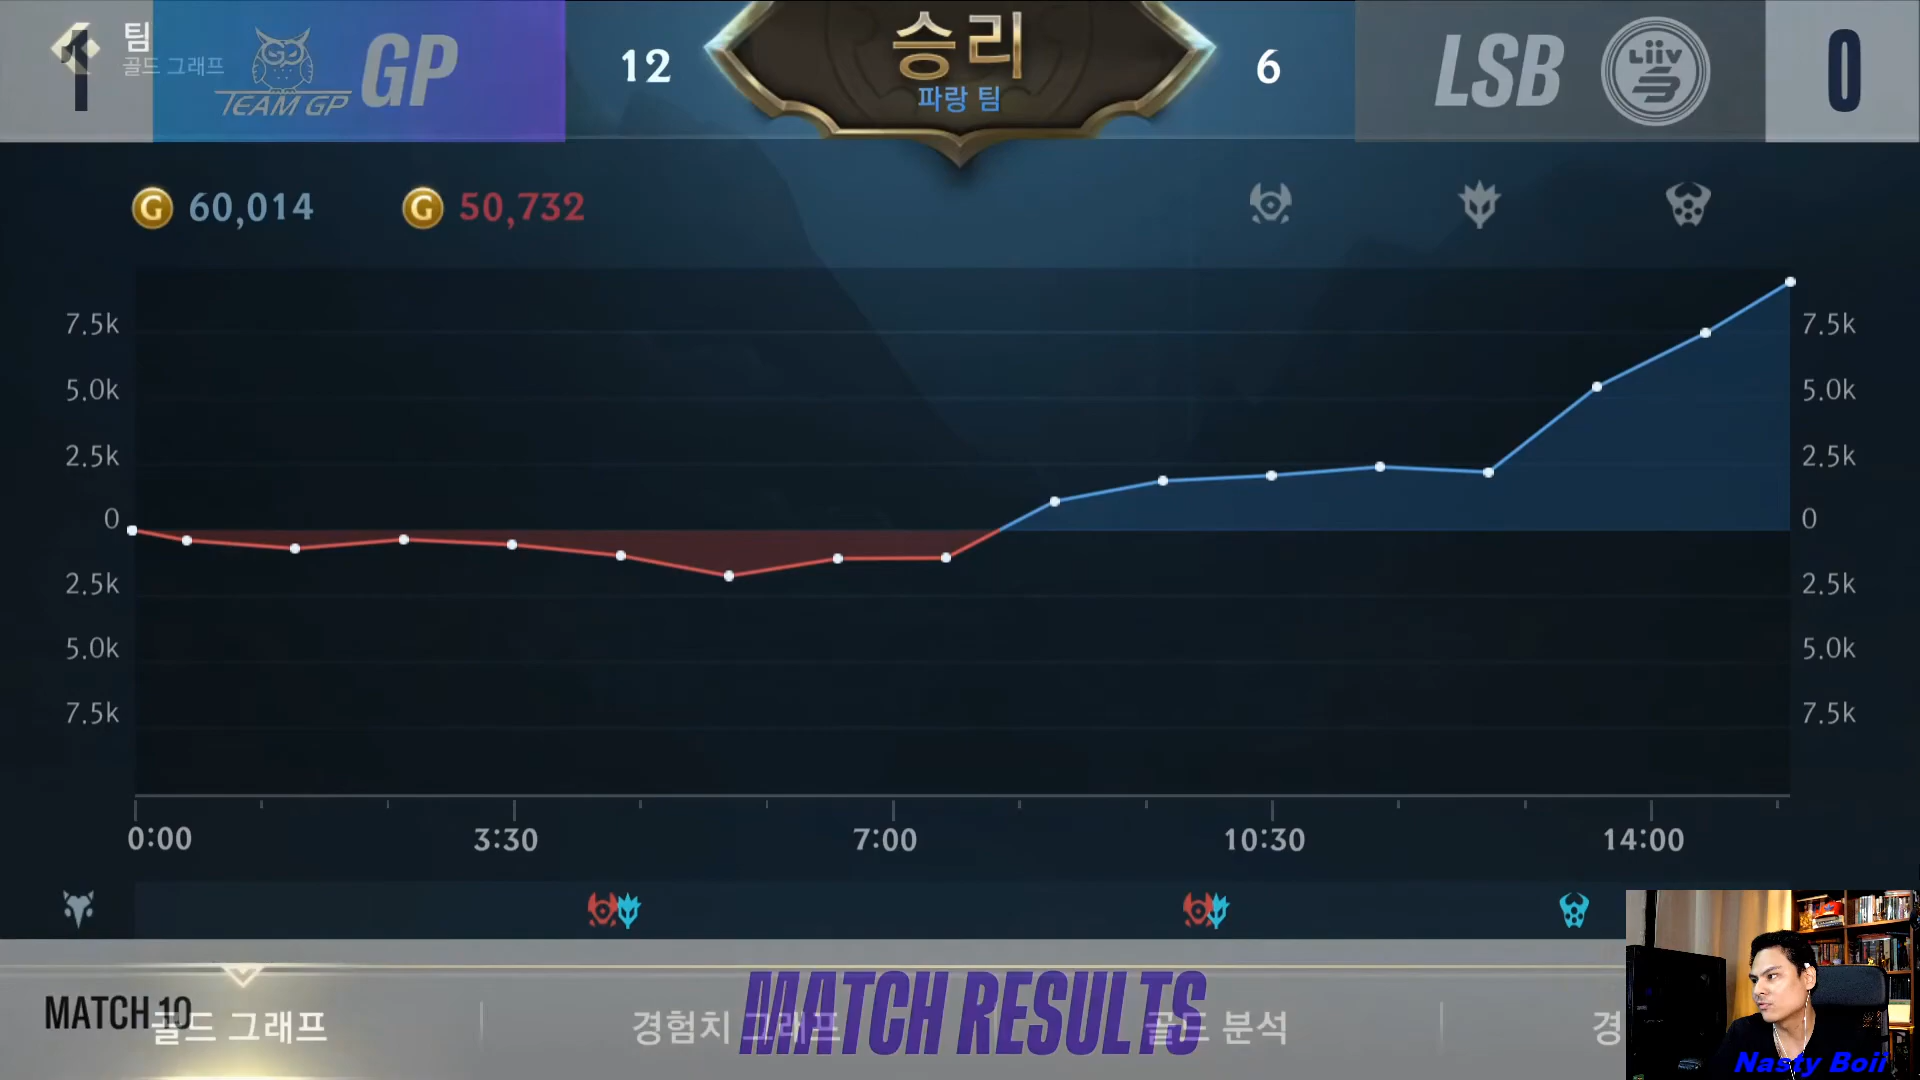 1
팀
골드 그래프
TEAM GP
GP
12
승리
파랑 팀
6
LSB
Liiv
0
G 60,014
G 50,732
7.5k
7.5k
5.0k
5.0k
2.5k
2.5k
0
0
2.5k
2.5k
5.0k
5.0k
7.5k
7.5k
0:00
3:30
7:00
10:30
14:00
MATCH 10
MATCH RESULTS
골드 그래프
경험치 그래프
골드 분석
경
Nasty Boii